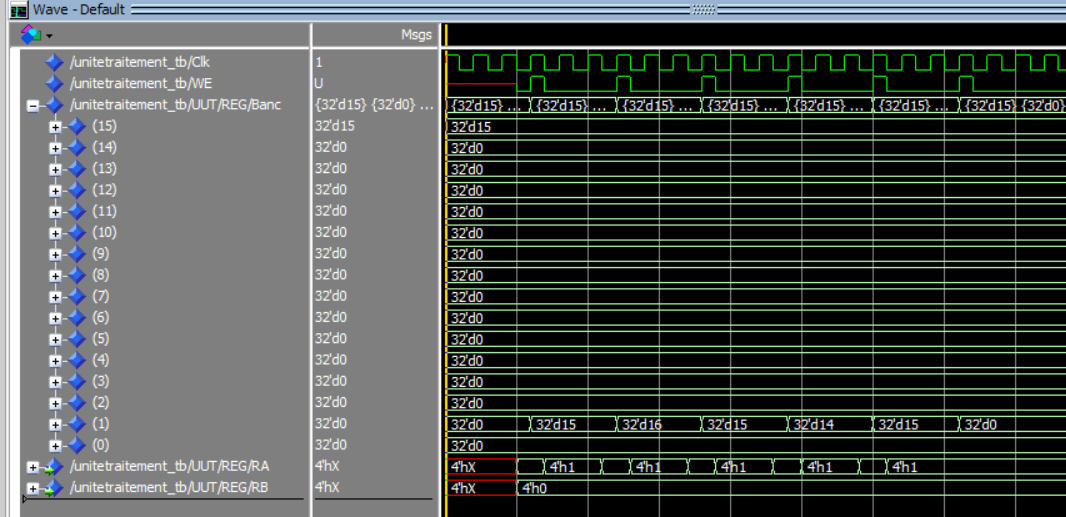 Wave - Default
Msgs
/unitetraitement_tb/Clk 1
/unitetraitement_tb/WE U
/unitetraitement_tb/UUT/REG/Banc {32'd15} {32'd0} ... {32'd15} ... {32'd15} ... {32'd15} ... {32'd15} ... {32'd15} ... {32'd15} ... {32'd15} {32'd0}
(15) 32'd15 32'd15
(14) 32'd0 32'd0
(13) 32'd0 32'd0
(12) 32'd0 32'd0
(11) 32'd0 32'd0
(10) 32'd0 32'd0
(9) 32'd0 32'd0
(8) 32'd0 32'd0
(7) 32'd0 32'd0
(6) 32'd0 32'd0
(5) 32'd0 32'd0
(4) 32'd0 32'd0
(3) 32'd0 32'd0
(2) 32'd0 32'd0
(1) 32'd0 32'd0 32'd15 32'd16 32'd15 32'd14 32'd15 32'd0
(0) 32'd0 32'd0
/unitetraitement_tb/UUT/REG/RA 4'hX 4'hX 4'h1 4'h1 4'h1 4'h1 4'h1
/unitetraitement_tb/UUT/REG/RB 4'hX 4'hX 4'h0